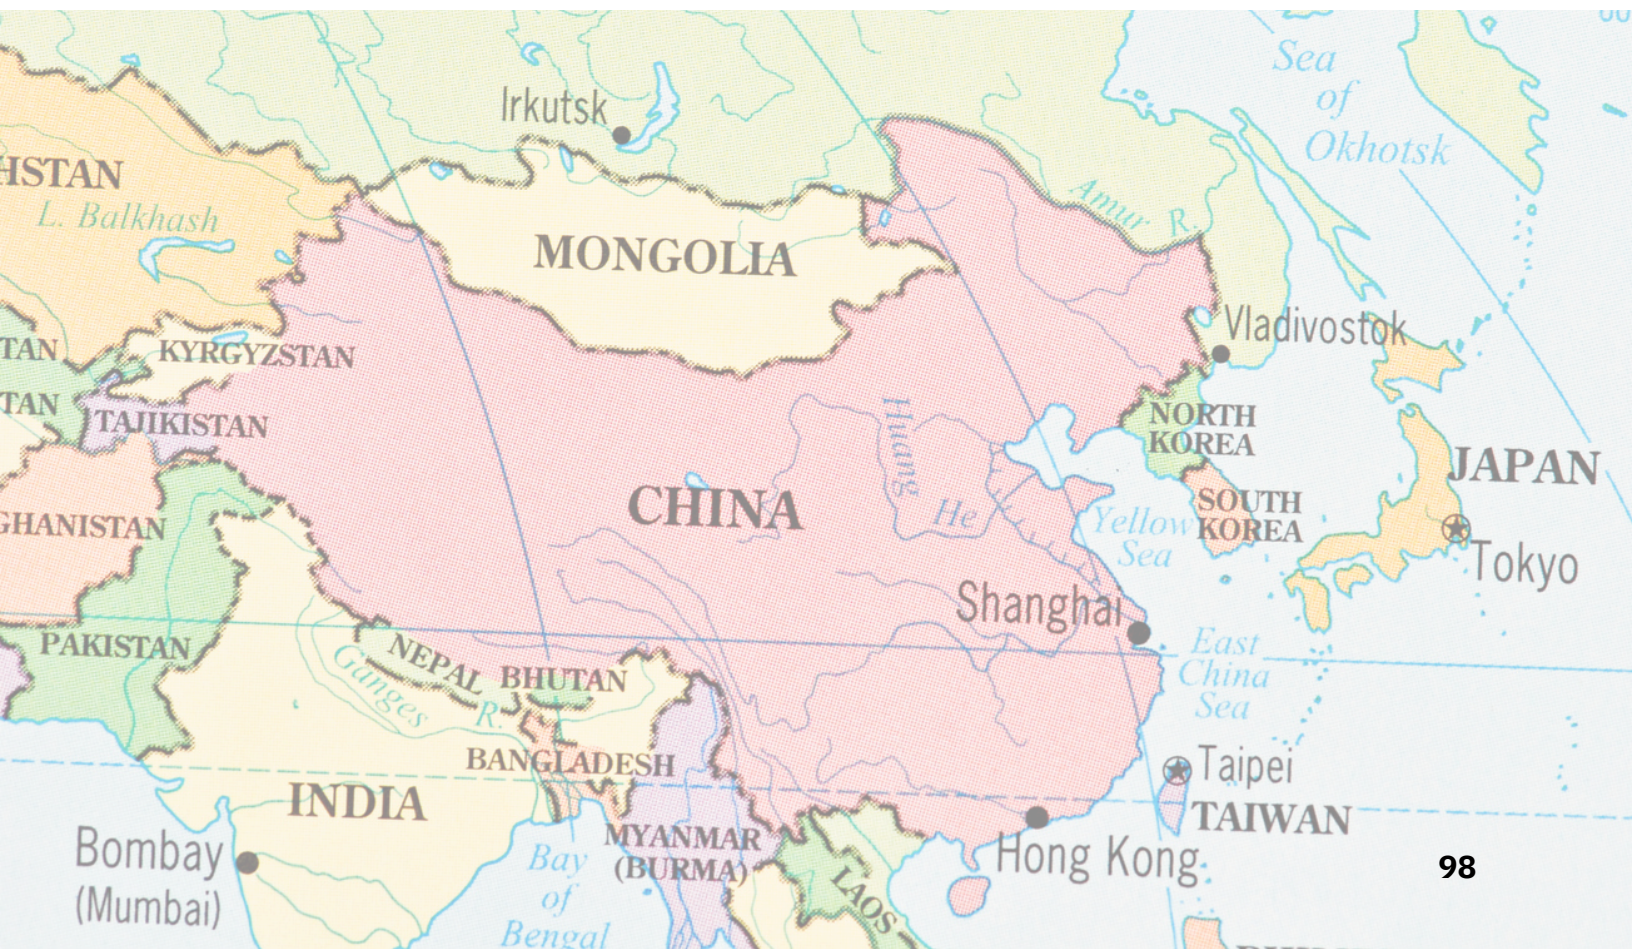 Sea
of
Okhotsk
Irkutsk
HSTAN
L. Balkhash
MONGOLIA
Amur R.
Vladivostok
TAN
KYRGYZSTAN
TAN
TAJIKISTAN
NORTH
KOREA
JAPAN
Huang
He
CHINA
SOUTH
KOREA
Yellow
Sea
GHANISTAN
Tokyo
Shanghai
PAKISTAN
NEPAL
BHUTAN
East
China
Sea
Ganges
R.
BANGLADESH
Taipei
TAIWAN
INDIA
MYANMAR
(BURMA)
Hong Kong
Bombay
(Mumbai)
Bay
of
Bengal
LAOS
98